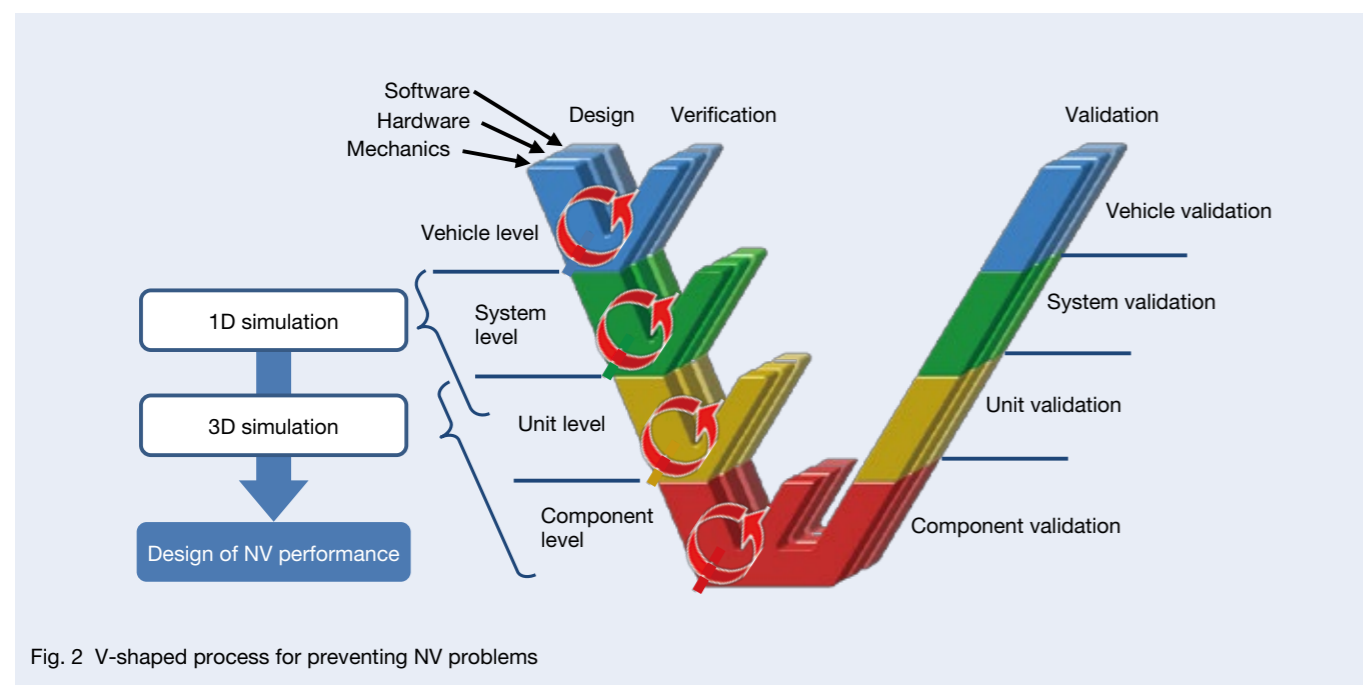 Software
Hardware
Mechanics
Design
Verification
Validation
Vehicle level
Vehicle validation
1D simulation
System
level
System validation
3D simulation
Unit level
Unit validation
Component
level
Component validation
Design of NV performance
Fig. 2 V-shaped process for preventing NV problems